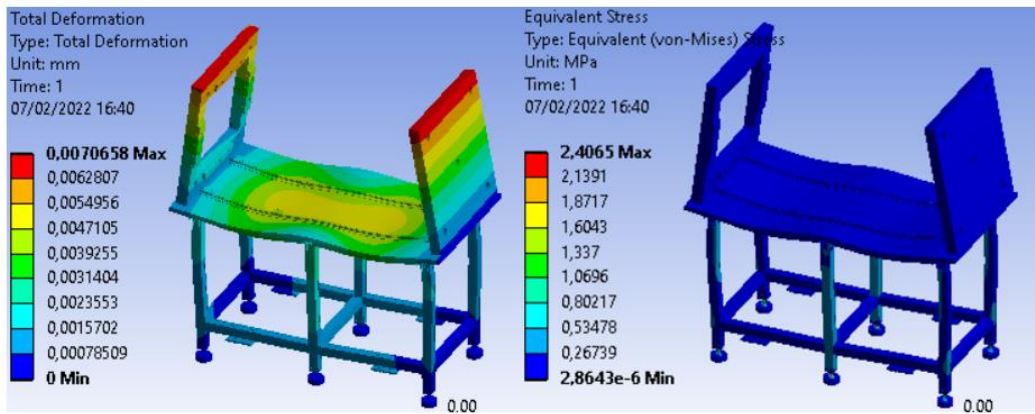 Total Deformation
Type: Total Deformation
Unit: mm
Time: 1
07/02/2022 16:40
0,0070658 Max
0,0062807
0,0054956
0,0047105
0,0039255
0,0031404
0,0023553
0,0015702
0,00078509
0 Min
0.00
Equivalent Stress
Type: Equivalent (von-Mises) Stress
Unit: MPa
Time: 1
07/02/2022 16:40
2,4065 Max
2,1391
1,8717
1,6043
1,337
1,0696
0,80217
0,53478
0,26739
2,8643e-6 Min
0.00